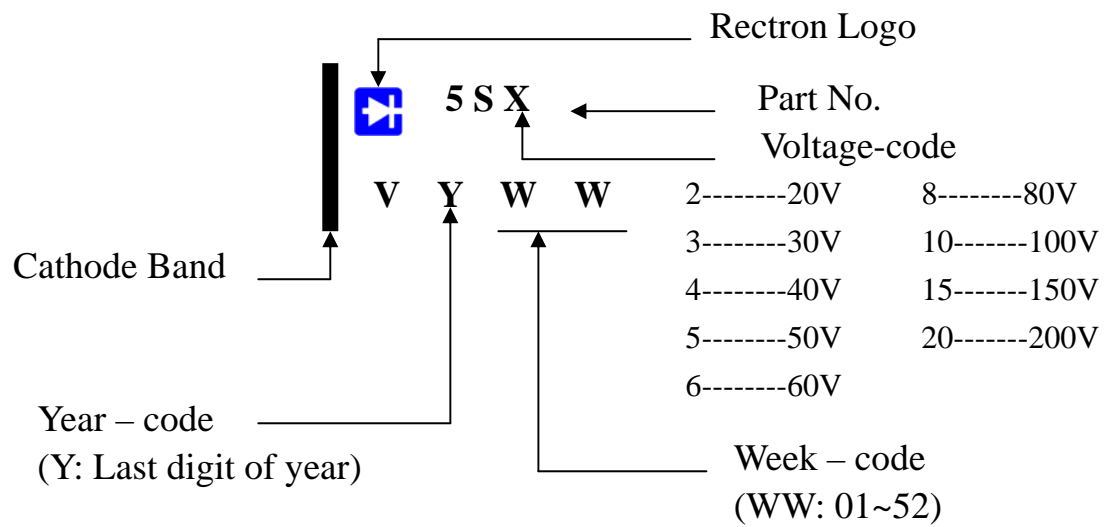 Rectron Logo
5 S X
Part No.
Voltage-code
V Y W W
2--------20V 8--------80V
3--------30V 10-------100V
Cathode Band
4--------40V 15-------150V
5--------50V 20-------200V
6--------60V
Year – code
(Y: Last digit of year)
Week – code
(WW: 01~52)